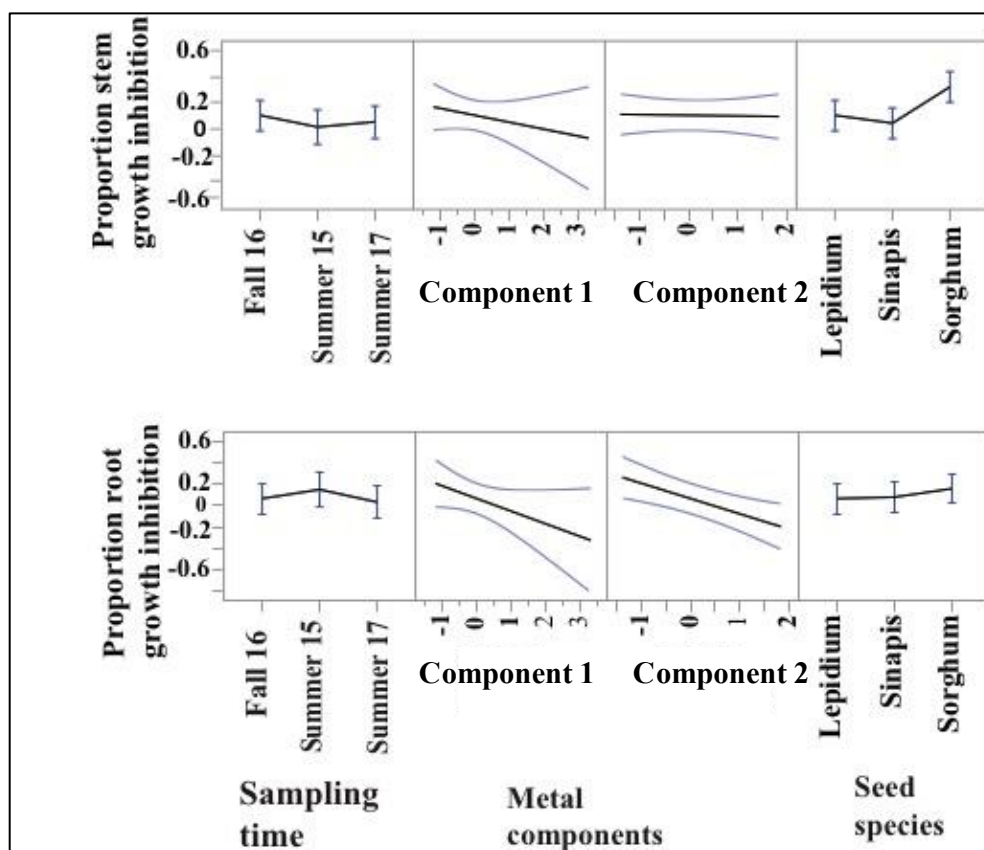 Proportion stem
growth inhibition
0.6
0.2
0
-0.2
-0.6
Fall 16
Summer 15
Summer 17
-1
0
1
2
3
Component 1
-1
0
1
2
Component 2
Lepidium
Sinapis
Sorghum
Proportion root
growth inhibition
0.6
0.2
0
-0.2
-0.6
Fall 16
Summer 15
Summer 17
-1
0
1
2
3
Component 1
-1
0
1
2
Component 2
Lepidium
Sinapis
Sorghum
Sampling
time
Metal
components
Seed
species